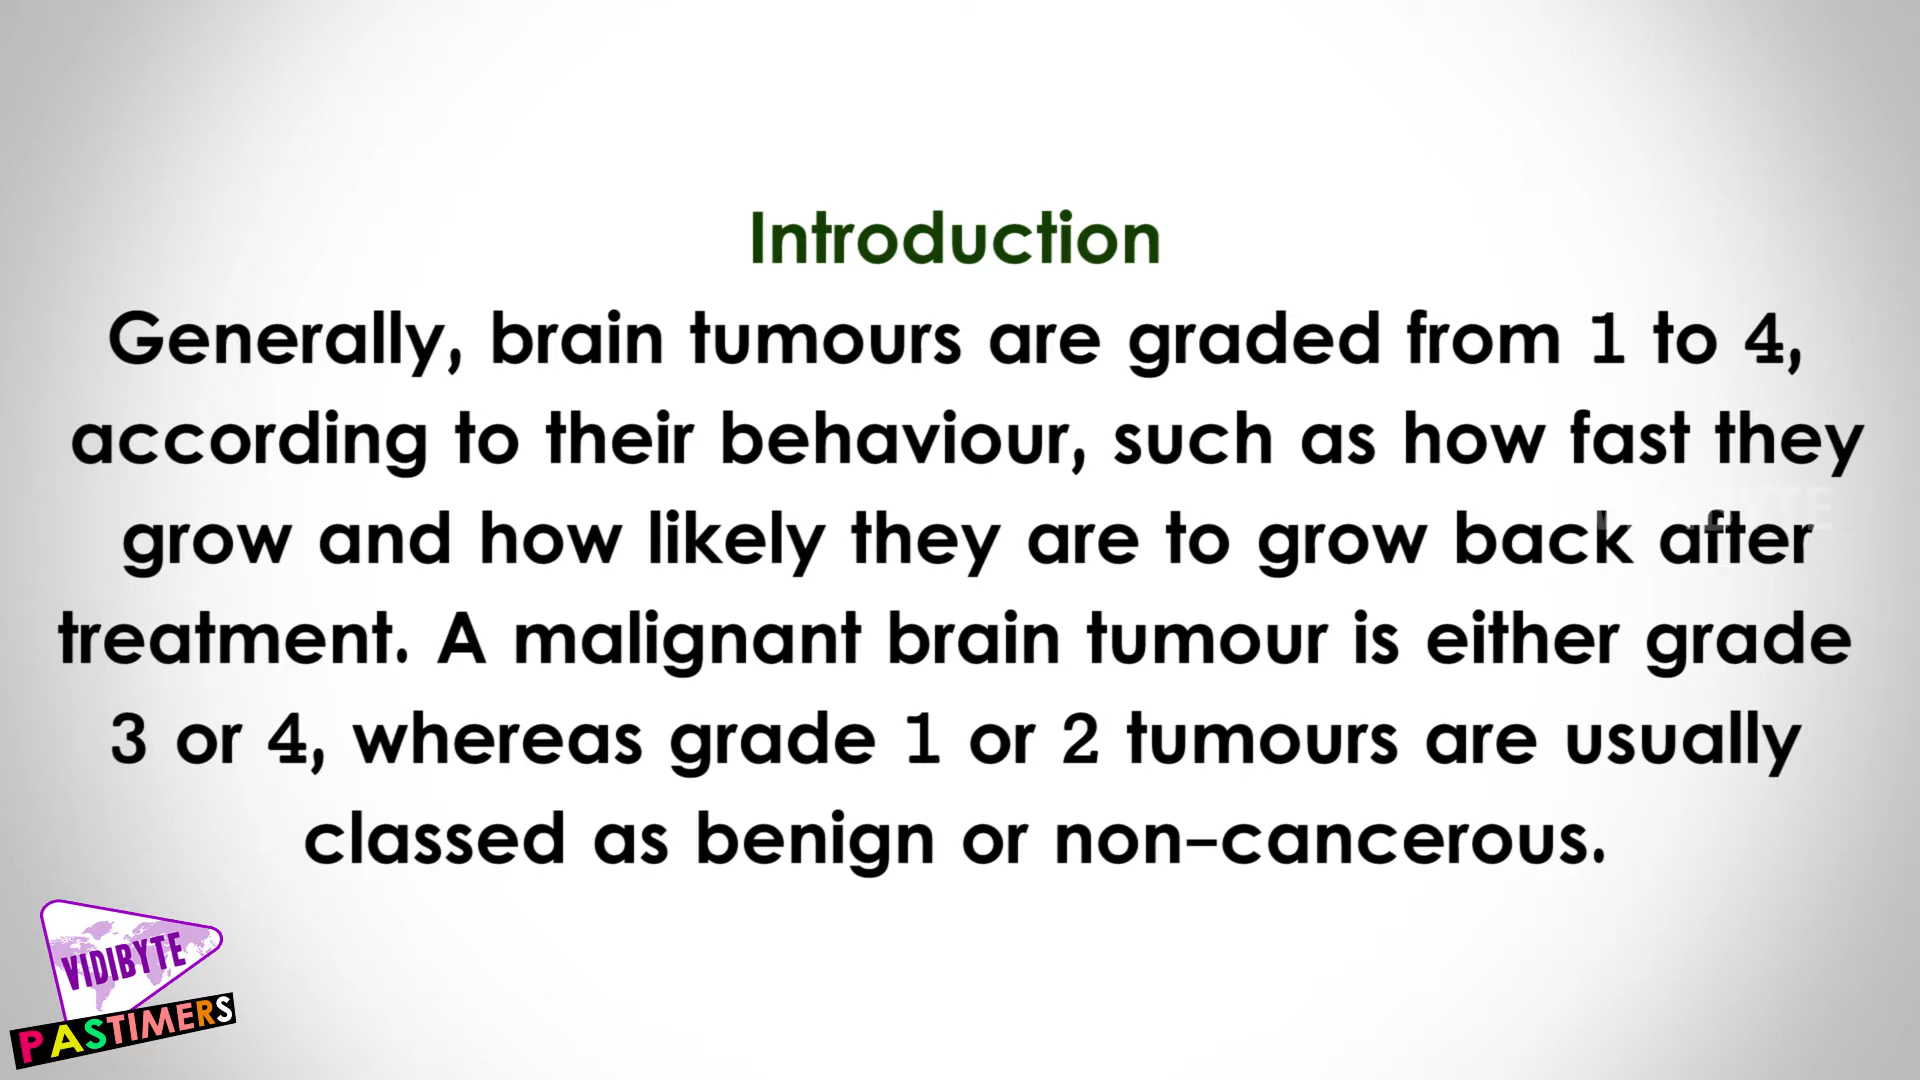 Introduction
Generally, brain tumours are graded from 1 to 4,
according to their behaviour, such as how fast they
grow and how likely they are to grow back after
treatment. A malignant brain tumour is either grade
3 or 4, whereas grade 1 or 2 tumours are usually
classed as benign or non-cancerous.
VIDIBYTE
PASTIMERS